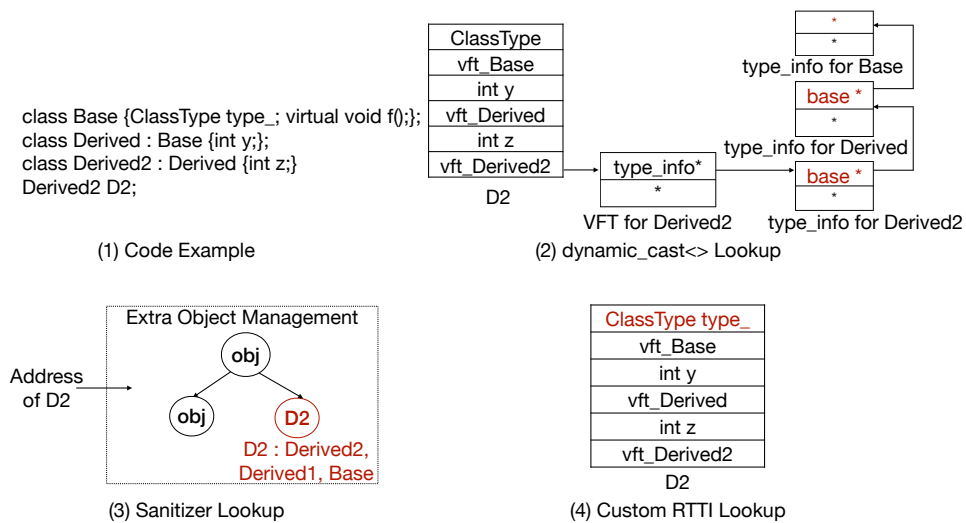 class Base {ClassType type_; virtual void f();};
class Derived : Base {int y;};
class Derived2 : Derived {int z;}
Derived2 D2;
(1) Code Example
ClassType
vft_Base
int y
vft_Derived
int z
vft_Derived2
D2
type_info*
*
VFT for Derived2
*
*
type_info for Base
base *
*
type_info for Derived
base *
*
type_info for Derived2
(2) dynamic_cast<> Lookup
Extra Object Management
Address
of D2
obj
obj
D2
D2 : Derived2,
Derived1, Base
(3) Sanitizer Lookup
ClassType type_
vft_Base
int y
vft_Derived
int z
vft_Derived2
D2
(4) Custom RTTI Lookup